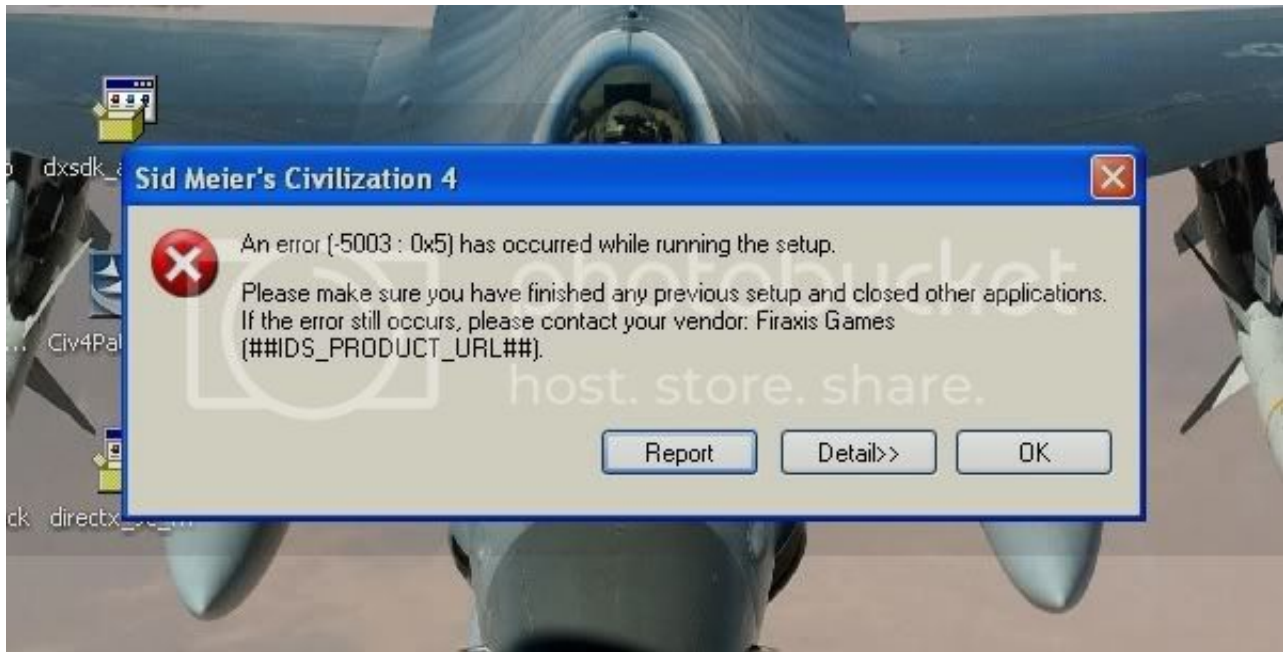 dxsdk_
Sid Meier's Civilization 4
An error (-5003 : 0x5) has occurred while running the setup.
photobucket
Please make sure you have finished any previous setup and closed other applications.
If the error still occurs, please contact your vendor: Firaxis Games
Civ4Pa
(##IDS_PRODUCT_URL##).
host. store. share.
Report
Detail>>
OK
ck
directx_